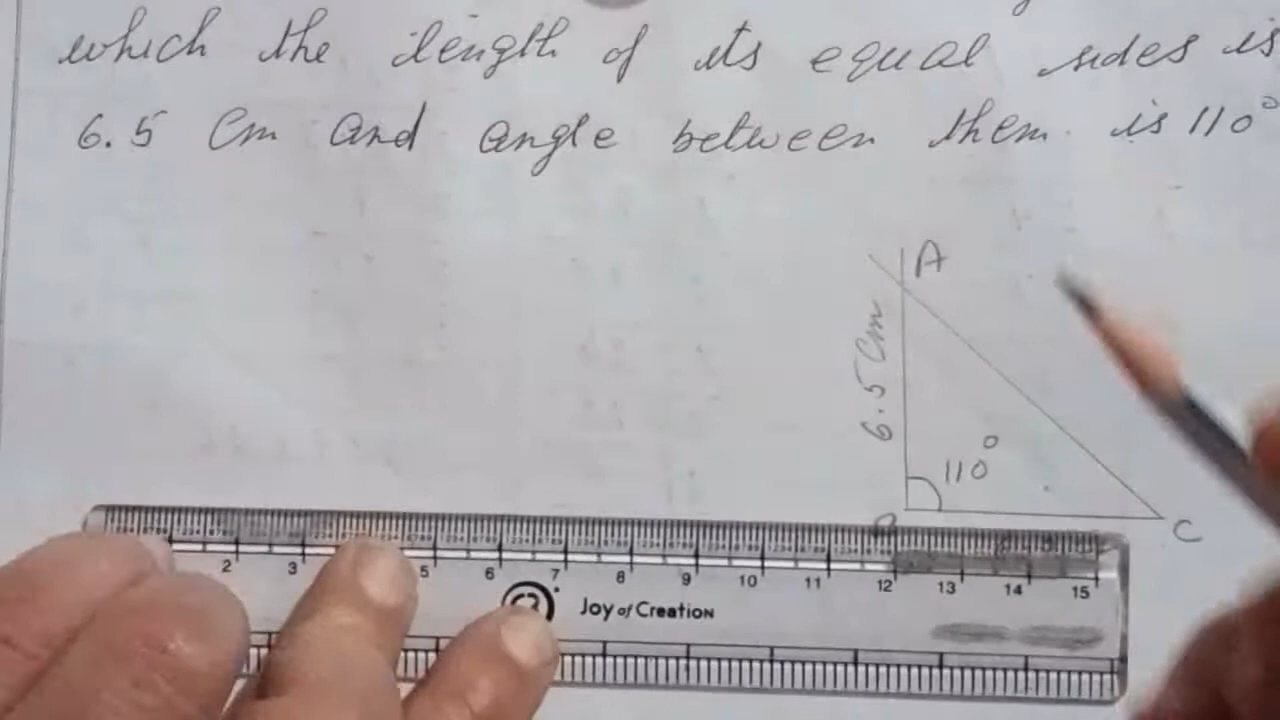 which the length of its equal sides is
6.5 Cm and angle between them is 110°
A
6.5 Cm
110°
C
2 3 5 6 7 8 9 10 11 12 13 14 15
Joy of Creation